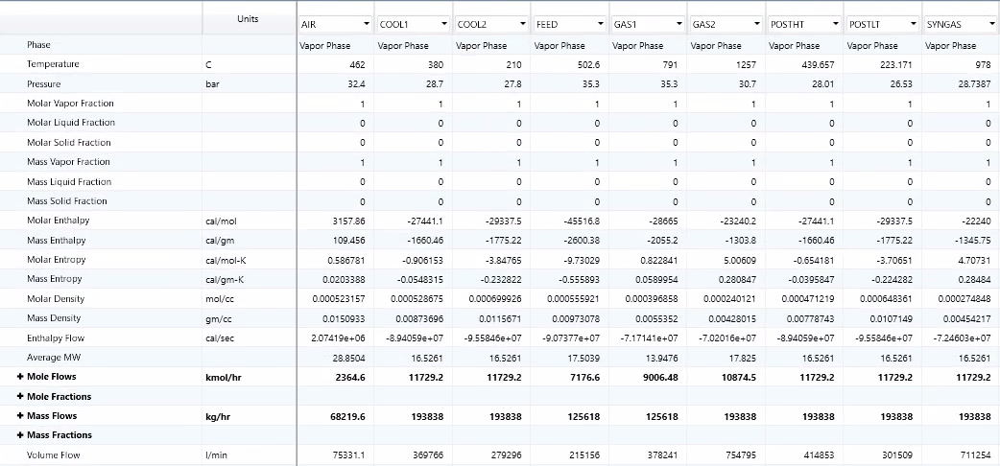 Units AIR COOL1 COOL2 FEED GAS1 GAS2 POSTHT POSTLT SYNGAS
Phase Vapor Phase Vapor Phase Vapor Phase Vapor Phase Vapor Phase Vapor Phase Vapor Phase Vapor Phase Vapor Phase
Temperature C 462 380 210 502.6 791 1257 439.657 223.171 978
Pressure bar 32.4 28.7 27.8 35.3 35.3 30.7 28.01 26.53 28.7387
Molar Vapor Fraction 1 1 1 1 1 1 1 1 1
Molar Liquid Fraction 0 0 0 0 0 0 0 0 0
Molar Solid Fraction 0 0 0 0 0 0 0 0 0
Mass Vapor Fraction 1 1 1 1 1 1 1 1 1
Mass Liquid Fraction 0 0 0 0 0 0 0 0 0
Mass Solid Fraction 0 0 0 0 0 0 0 0 0
Molar Enthalpy cal/mol 3157.86 -27441.1 -29337.5 -45516.8 -28665 -23240.2 -27441.1 -29337.5 -22240
Mass Enthalpy cal/gm 109.456 -1660.46 -1775.22 -2600.38 -2055.2 -1303.8 -1660.46 -1775.22 -1345.75
Molar Entropy cal/mol-K 0.586781 -0.906153 -3.84765 -9.73029 0.822841 5.00609 -0.654181 -3.70651 4.70731
Mass Entropy cal/gm-K 0.0203388 -0.0548315 -0.232822 -0.555893 0.0589954 0.280847 -0.0395847 -0.224282 0.28484
Molar Density mol/cc 0.000523157 0.000528675 0.000699926 0.000555921 0.000396858 0.000240121 0.000471219 0.000648361 0.000274848
Mass Density gm/cc 0.0150933 0.00873696 0.0115671 0.00973078 0.0055352 0.00428015 0.00778743 0.0107149 0.00454217
Enthalpy Flow cal/sec 2.07419e+06 -8.94059e+07 -9.55846e+07 -9.07377e+07 -7.17141e+07 -7.02016e+07 -8.94059e+07 -9.55846e+07 -7.24603e+07
Average MW 28.8504 16.5261 16.5261 17.5039 13.9476 17.825 16.5261 16.5261 16.5261
+ Mole Flows kmol/hr 2364.6 11729.2 11729.2 7176.6 9006.48 10874.5 11729.2 11729.2 11729.2
+ Mole Fractions
+ Mass Flows kg/hr 68219.6 193838 193838 125618 125618 193838 193838 193838 193838
+ Mass Fractions
Volume Flow l/min 75331.1 369766 279296 215156 378241 754795 414853 301509 711254